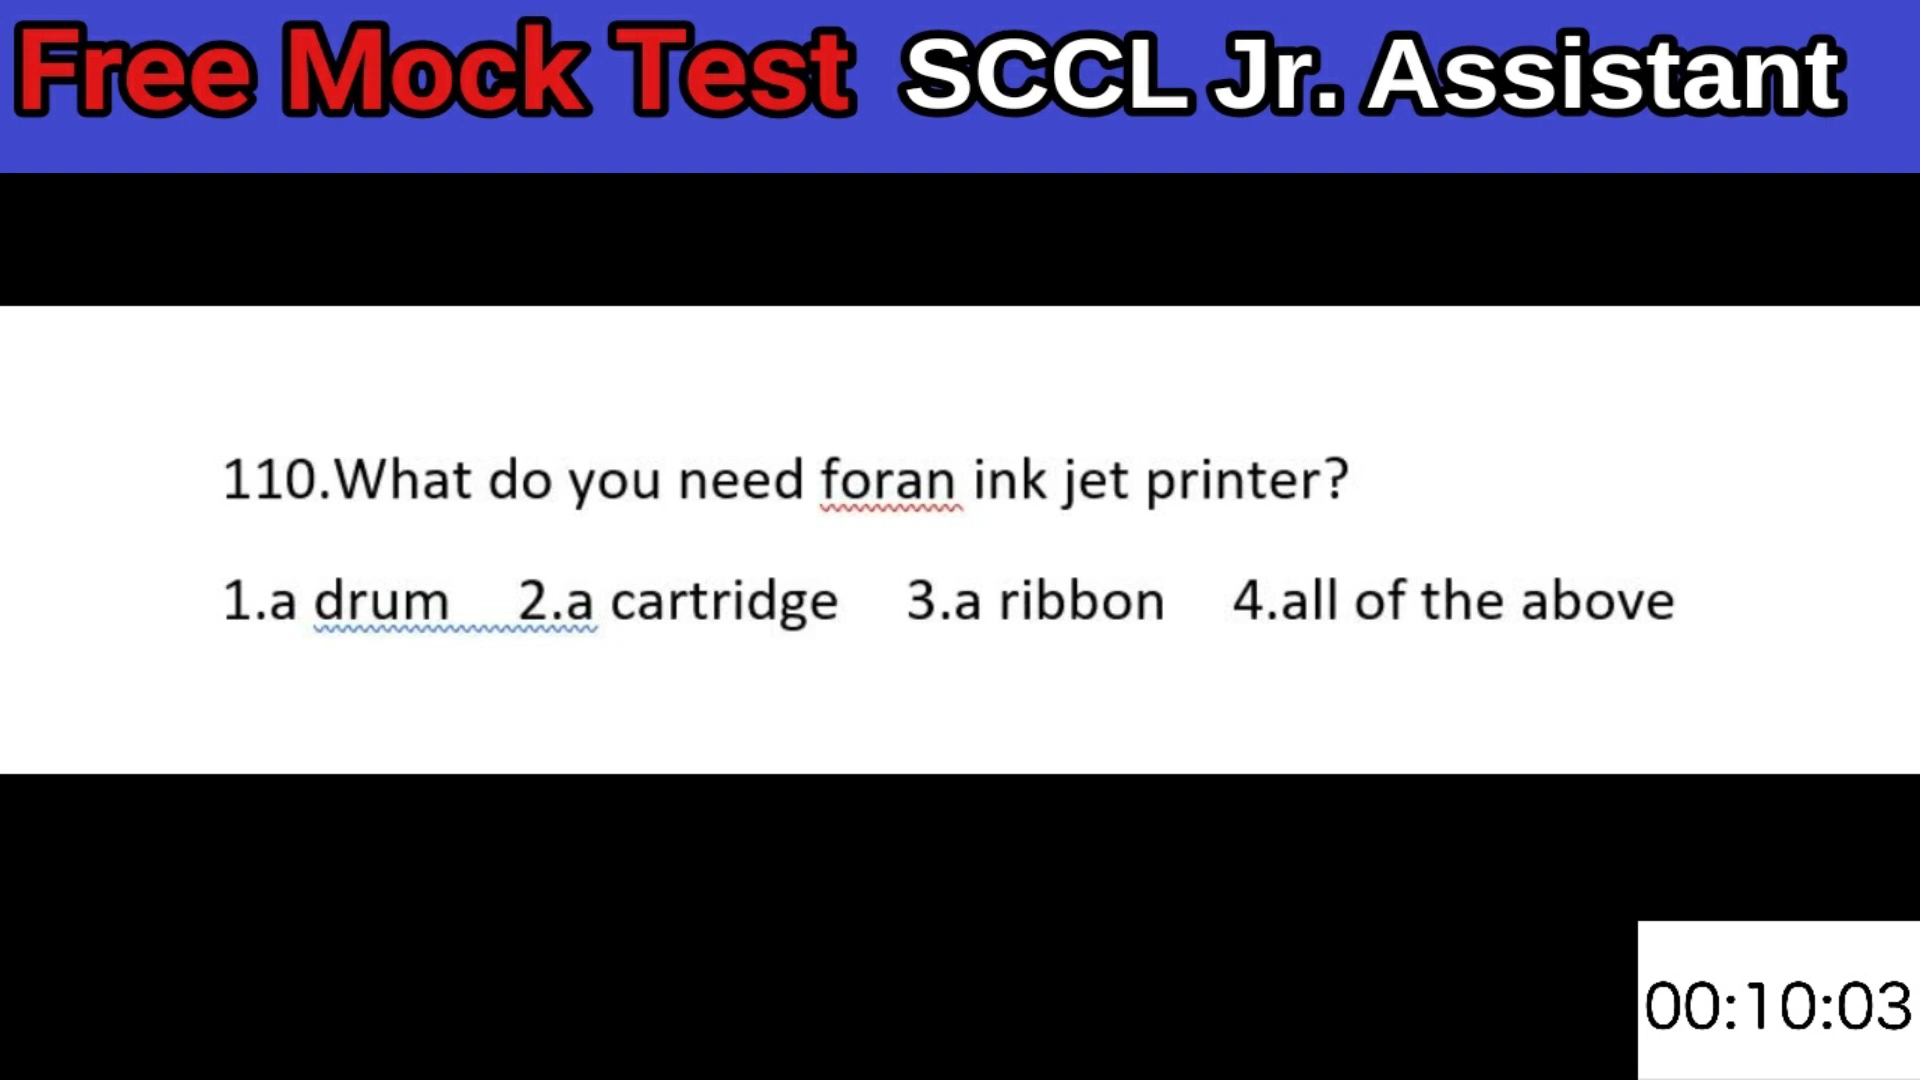 Free Mock Test SCCL Jr. Assistant
110.What do you need foran ink jet printer?
1.a drum 2.a cartridge 3.a ribbon 4.all of the above
00:10:03